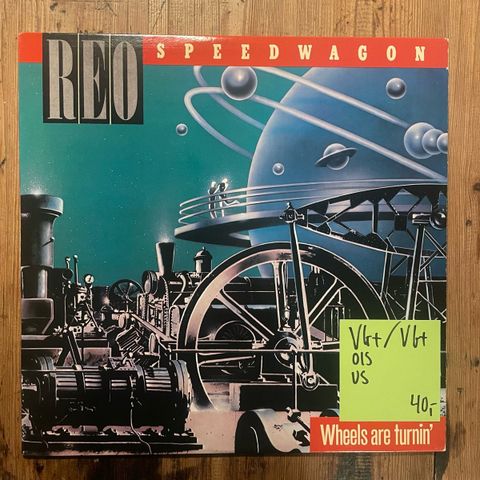 REO SPEEDWAGON
VG+/VG+
OIS
US
40,-
Wheels are turnin'